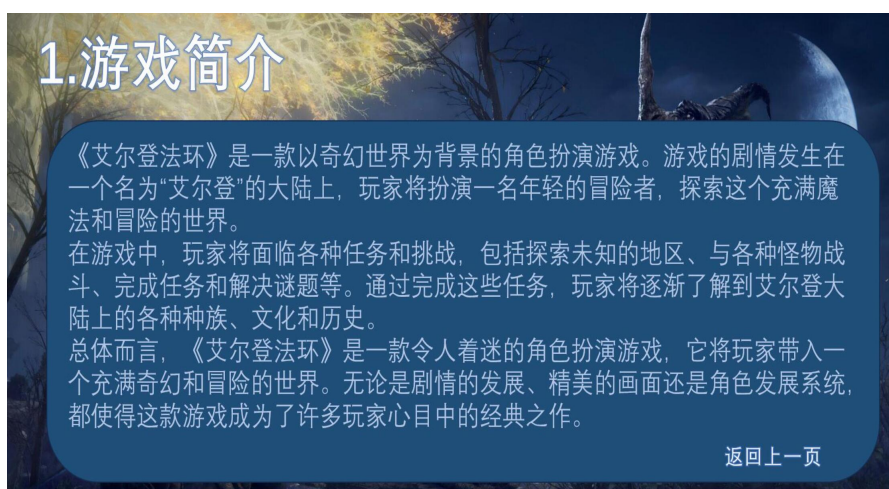 1.游戏简介
《艾尔登法环》是一款以奇幻世界为背景的角色扮演游戏。游戏的剧情发生在
一个名为“艾尔登”的大陆上，玩家将扮演一名年轻的冒险者，探索这个充满魔
法和冒险的世界。
在游戏中，玩家将面临各种任务和挑战，包括探索未知的地区、与各种怪物战
斗、完成任务和解决谜题等。通过完成这些任务，玩家将逐渐了解到艾尔登大
陆上的各种种族、文化和历史。
总体而言，《艾尔登法环》是一款令人着迷的角色扮演游戏，它将玩家带入一
个充满奇幻和冒险的世界。无论是剧情的发展、精美的画面还是角色发展系统，
都使得这款游戏成为了许多玩家心目中的经典之作。
返回上一页